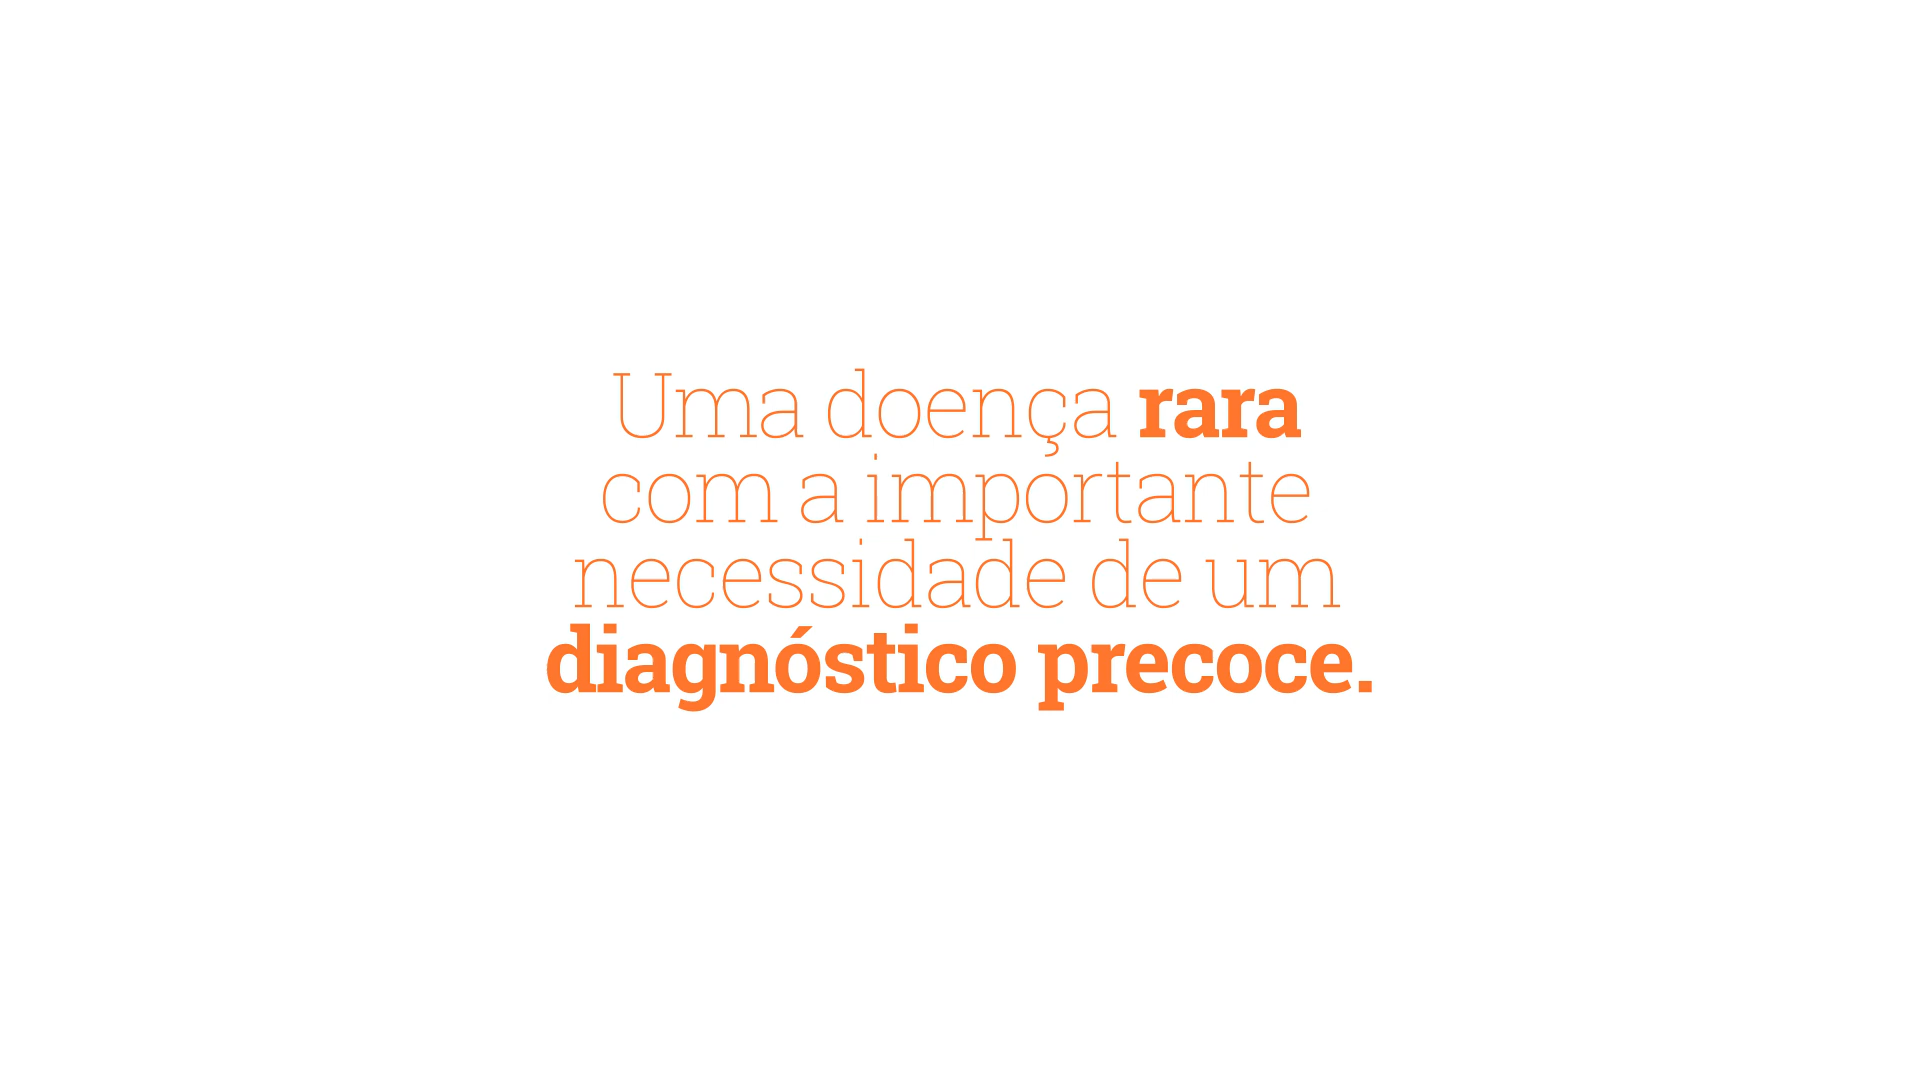 Uma doença rara
com a importante
necessidade de um
diagnóstico precoce.